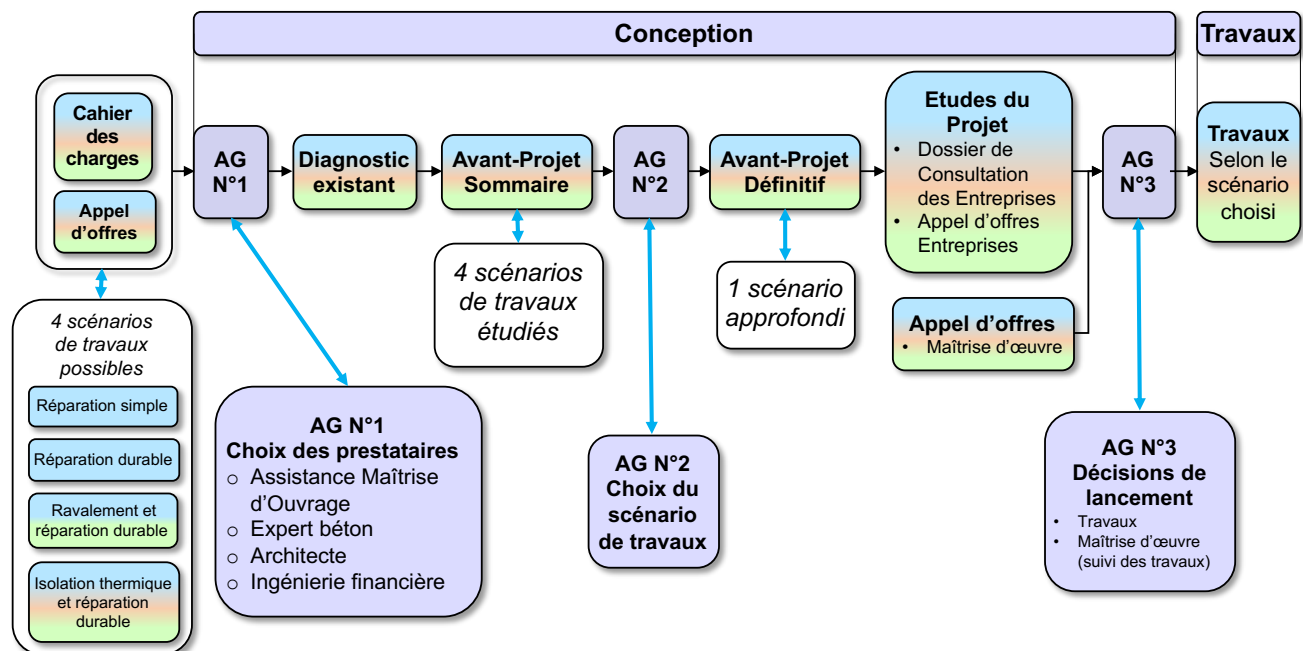 Conception
Travaux
Cahier
des
charges
Appel
d'offres
AG
N°1
Diagnostic
existant
Avant-Projet
Sommaire
AG
N°2
Avant-Projet
Définitif
Etudes du
Projet
• Dossier de
Consultation
des Entreprises
• Appel d'offres
Entreprises
Appel d'offres
• Maîtrise d'œuvre
AG
N°3
Travaux
Selon le
scénario
choisi
4 scénarios
de travaux
possibles
Réparation simple
Réparation durable
Ravalement et
réparation durable
Isolation thermique
et réparation
durable
AG N°1
Choix des prestataires
o Assistance Maîtrise
d'Ouvrage
o Expert béton
o Architecte
o Ingénierie financière
4 scénarios
de travaux
étudiés
AG N°2
Choix du
scénario
de travaux
1 scénario
approfondi
AG N°3
Décisions de
lancement
• Travaux
• Maîtrise d'œuvre
(suivi des travaux)